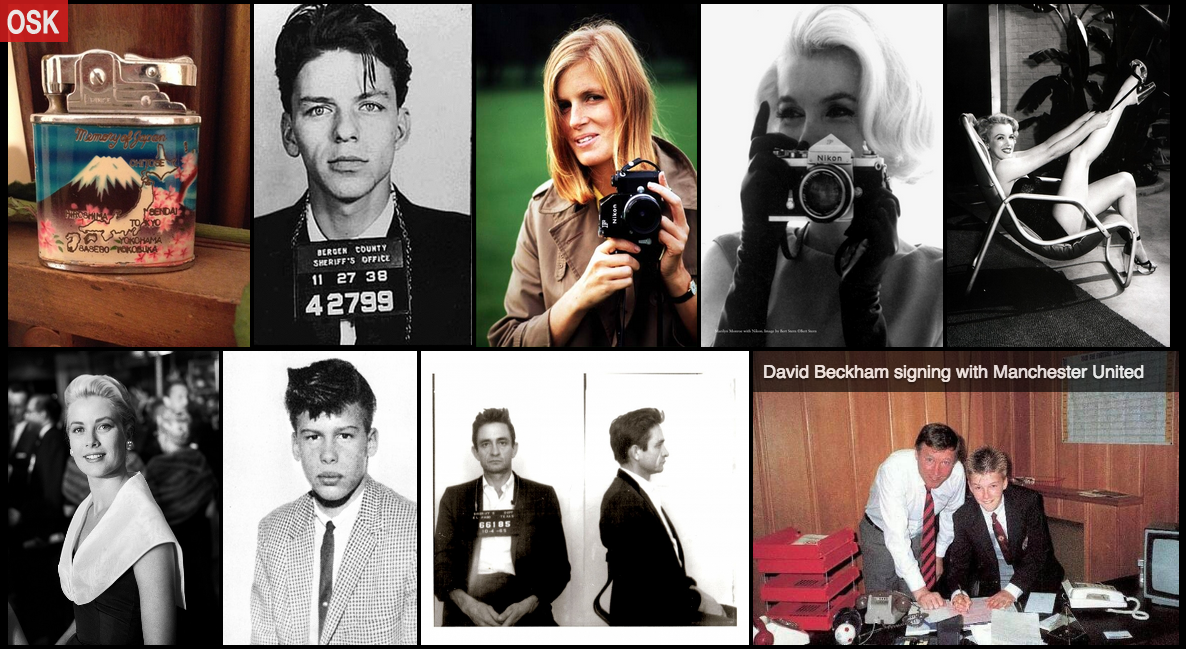 OSK
Memory of Japan
CHITOSE
HIROSHIMA
SENDAI
TOKYO
YOKOHAMA
SASEBO YOKOSUKA
BERGEN COUNTY
SHERIFF'S OFFICE
11 27 38
42799
Nikon
Nikon
66185
David Beckham signing with Manchester United